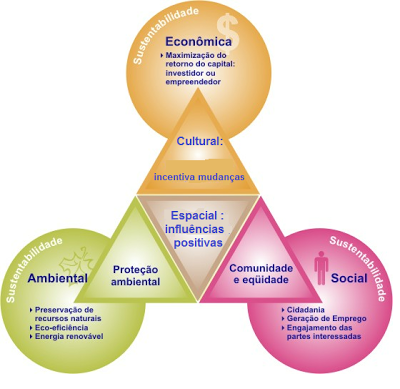 Sustentabilidade
$
Econômica
Maximização do
retorno do capital:
investidor ou
empreendedor
Cultural:
incentiva mudanças
Espacial :
influências
positivas
Sustentabilidade
Ambiental
Preservação de
recursos naturais
Eco-eficiência
Energia renovável
Proteção
ambiental
Comunidade
e eqüidade
Sustentabilidade
Social
Cidadania
Geração de Emprego
Engajamento das
partes interessadas